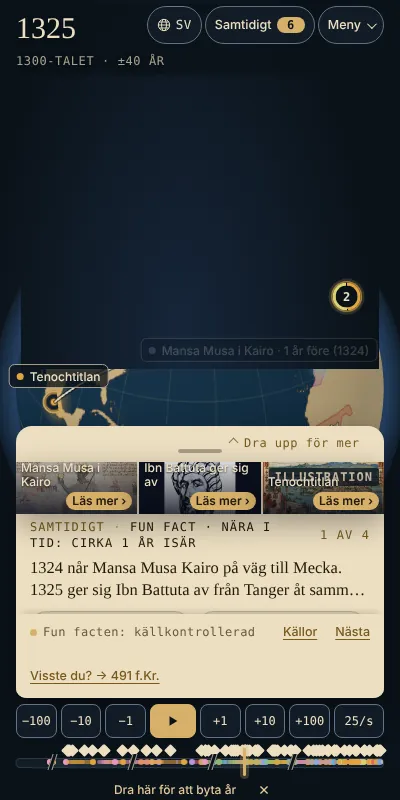 1325
SV
Samtidigt 6
Meny
1300-TALET · ±40 ÅR
2
Mansa Musa i Kairo · 1 år före (1324)
Tenochtitlan
Dra upp för mer
Mansa Musa i Kairo
Läs mer ›
Ibn Battuta ger sig av
Läs mer ›
ILLUSTRATION
Tenochtitlan
Läs mer ›
SAMTIDIGT · FUN FACT · NÄRA I
TID: CIRKA 1 ÅR ISÄR
1 AV 4
1324 når Mansa Musa Kairo på väg till Mecka.
1325 ger sig Ibn Battuta av från Tanger åt samm…
Fun facten: källkontrollerad
Källor
Nästa
Visste du? → 491 f.Kr.
−100
−10
−1
+1
+10
+100
25/s
Dra här för att byta år
×